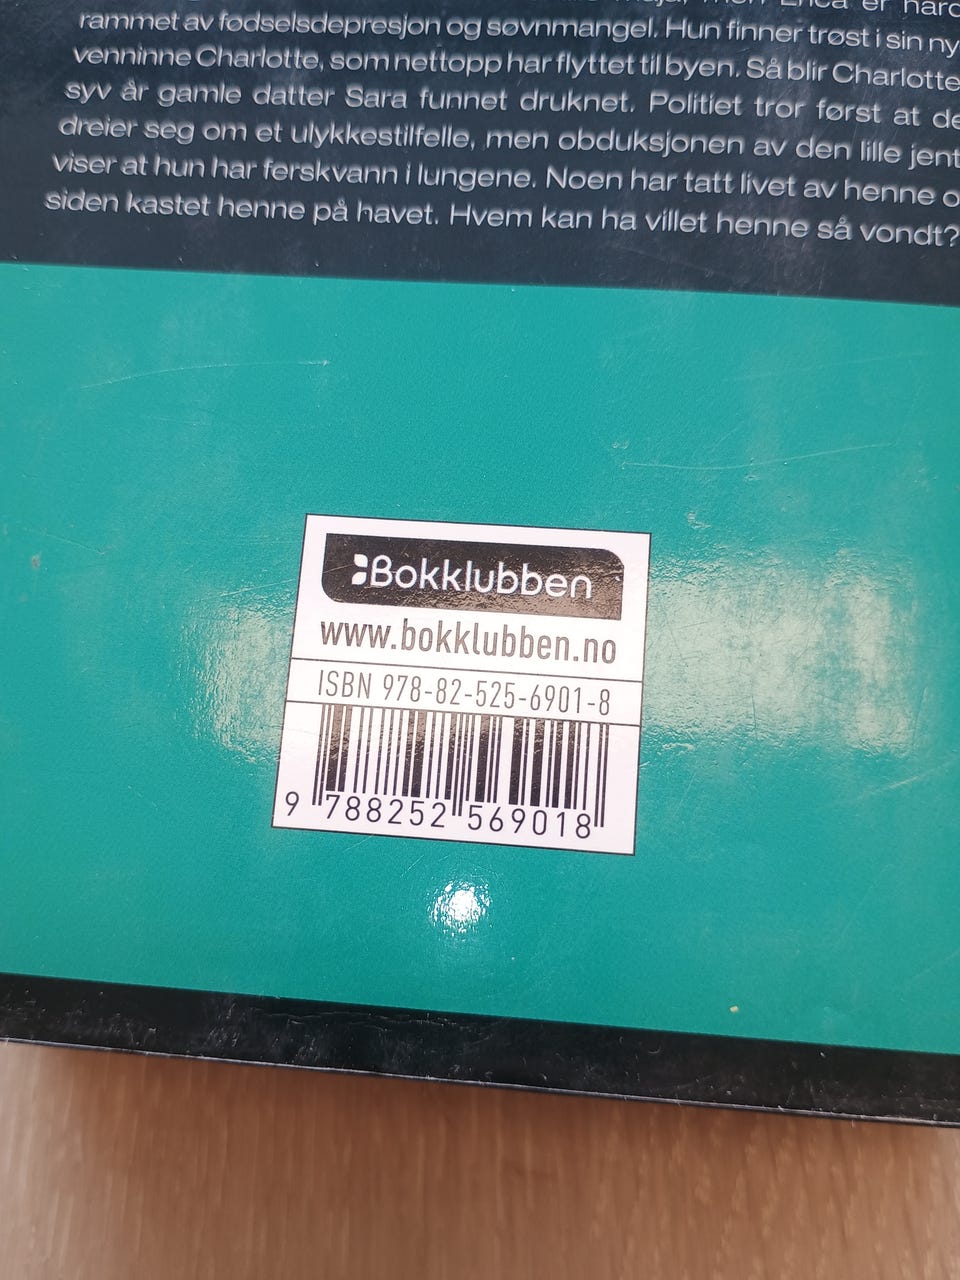 Erica er hard
rammet av fødselsdepresjon og søvnmangel. Hun finner trøst i sin ny
venninne Charlotte, som nettopp har flyttet til byen. Så blir Charlotte
syv år gamle datter Sara funnet druknet. Politiet tror først at de
dreier seg om et ulykkestilfelle, men obduksjonen av den lille jent
viser at hun har ferskvann i lungene. Noen har tatt livet av henne o
siden kastet henne på havet. Hvem kan ha villet henne så vondt?
Bokklubben
www.bokklubben.no
ISBN 978-82-525-6901-8
9 788252 569018